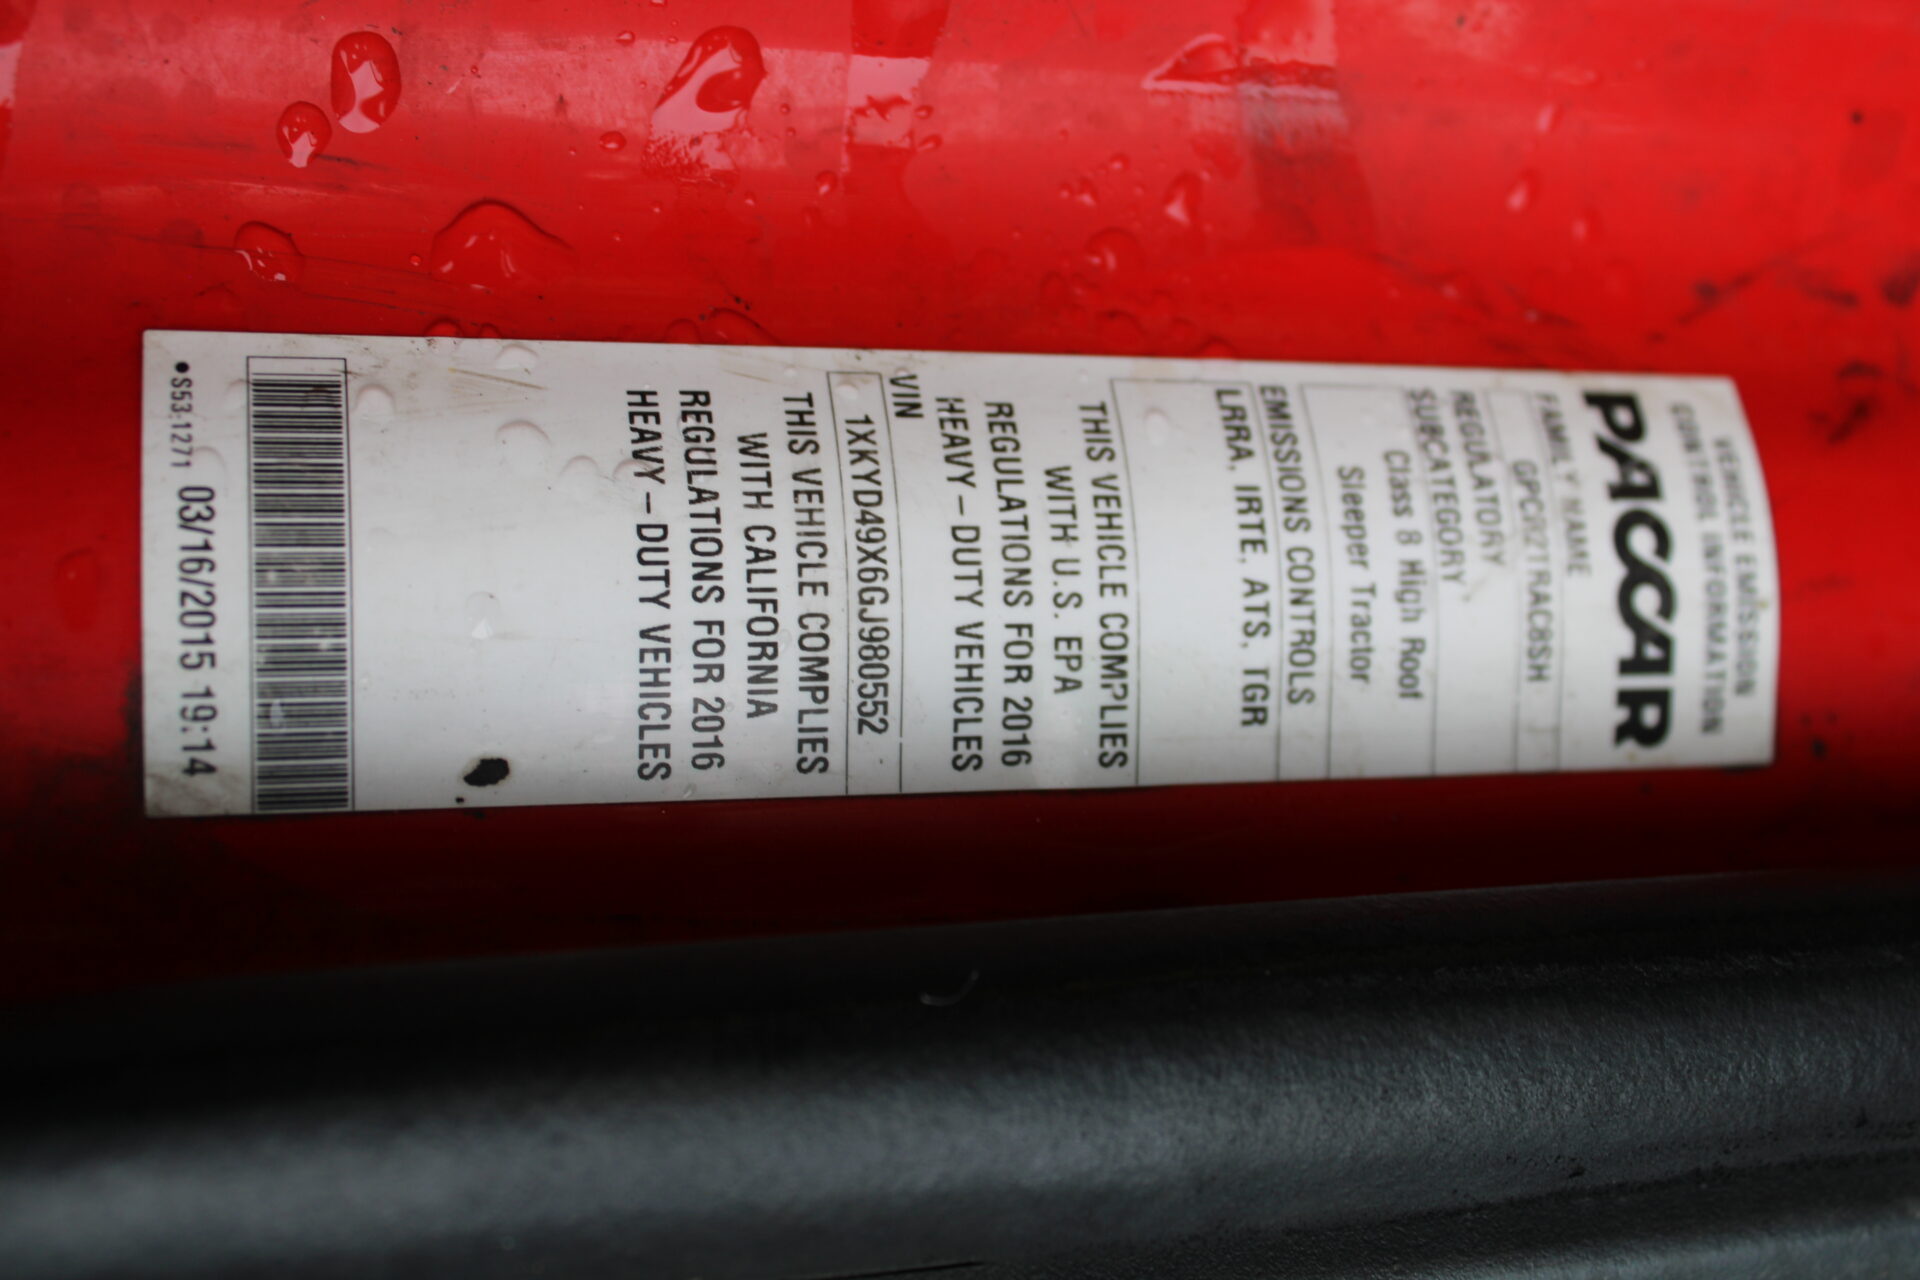 VEHICLE EMISSION
CONTROL INFORMATION
PACCAR
FAMILY NAME
GPCR2TRAC8SH
REGULATORY
SUBCATEGORY
Class 8 High Roof
Sleeper Tractor
EMISSIONS CONTROLS
LRRA, IRTE, ATS, TGR
THIS VEHICLE COMPLIES
WITH U.S. EPA
REGULATIONS FOR 2016
HEAVY-DUTY VEHICLES
VIN
1XKYD49X6GJ980552
THIS VEHICLE COMPLIES
WITH CALIFORNIA
REGULATIONS FOR 2016
HEAVY-DUTY VEHICLES
•S53-1271 03/16/2015 19:14